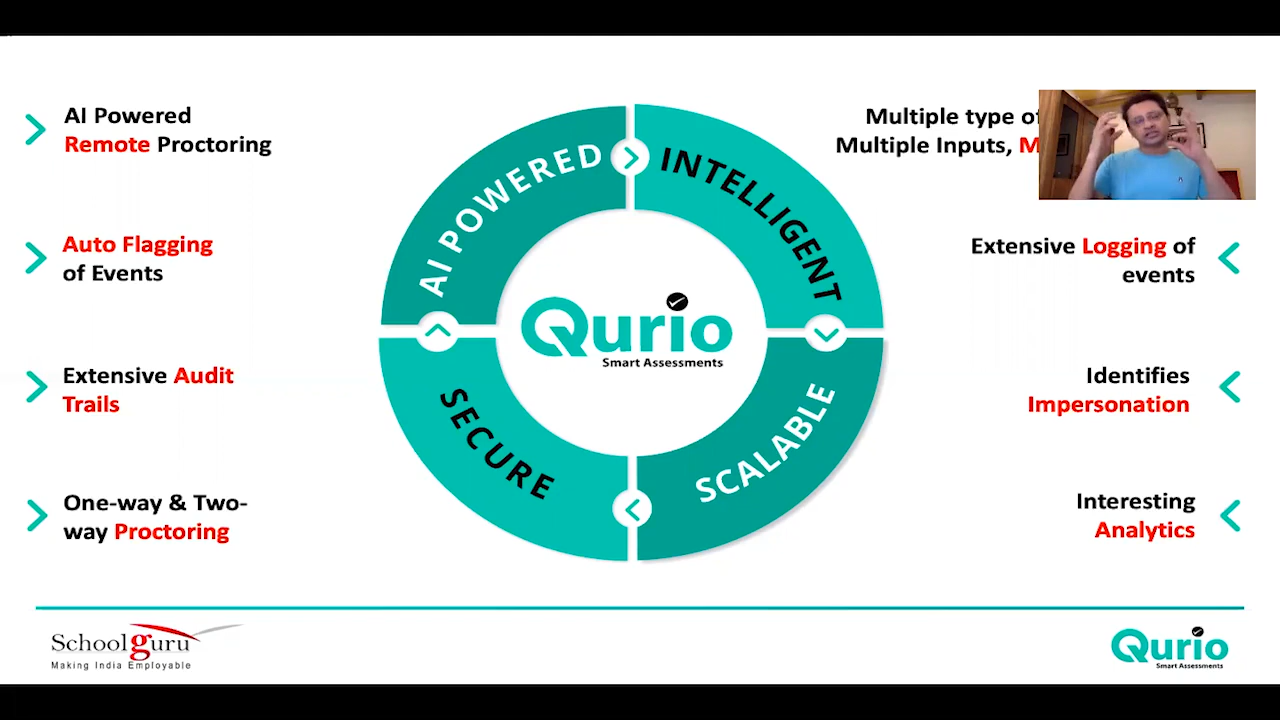 AI Powered
Remote Proctoring
Auto Flagging
of Events
Extensive Audit
Trails
One-way & Two-
way Proctoring
AI POWERED
INTELLIGENT
SECURE
SCALABLE
Qurio
Smart Assessments
Multiple type of
Multiple Inputs,
Extensive Logging of
events
Identifies
Impersonation
Interesting
Analytics
Schoolguru
Making India Employable
Qurio
Smart Assessments